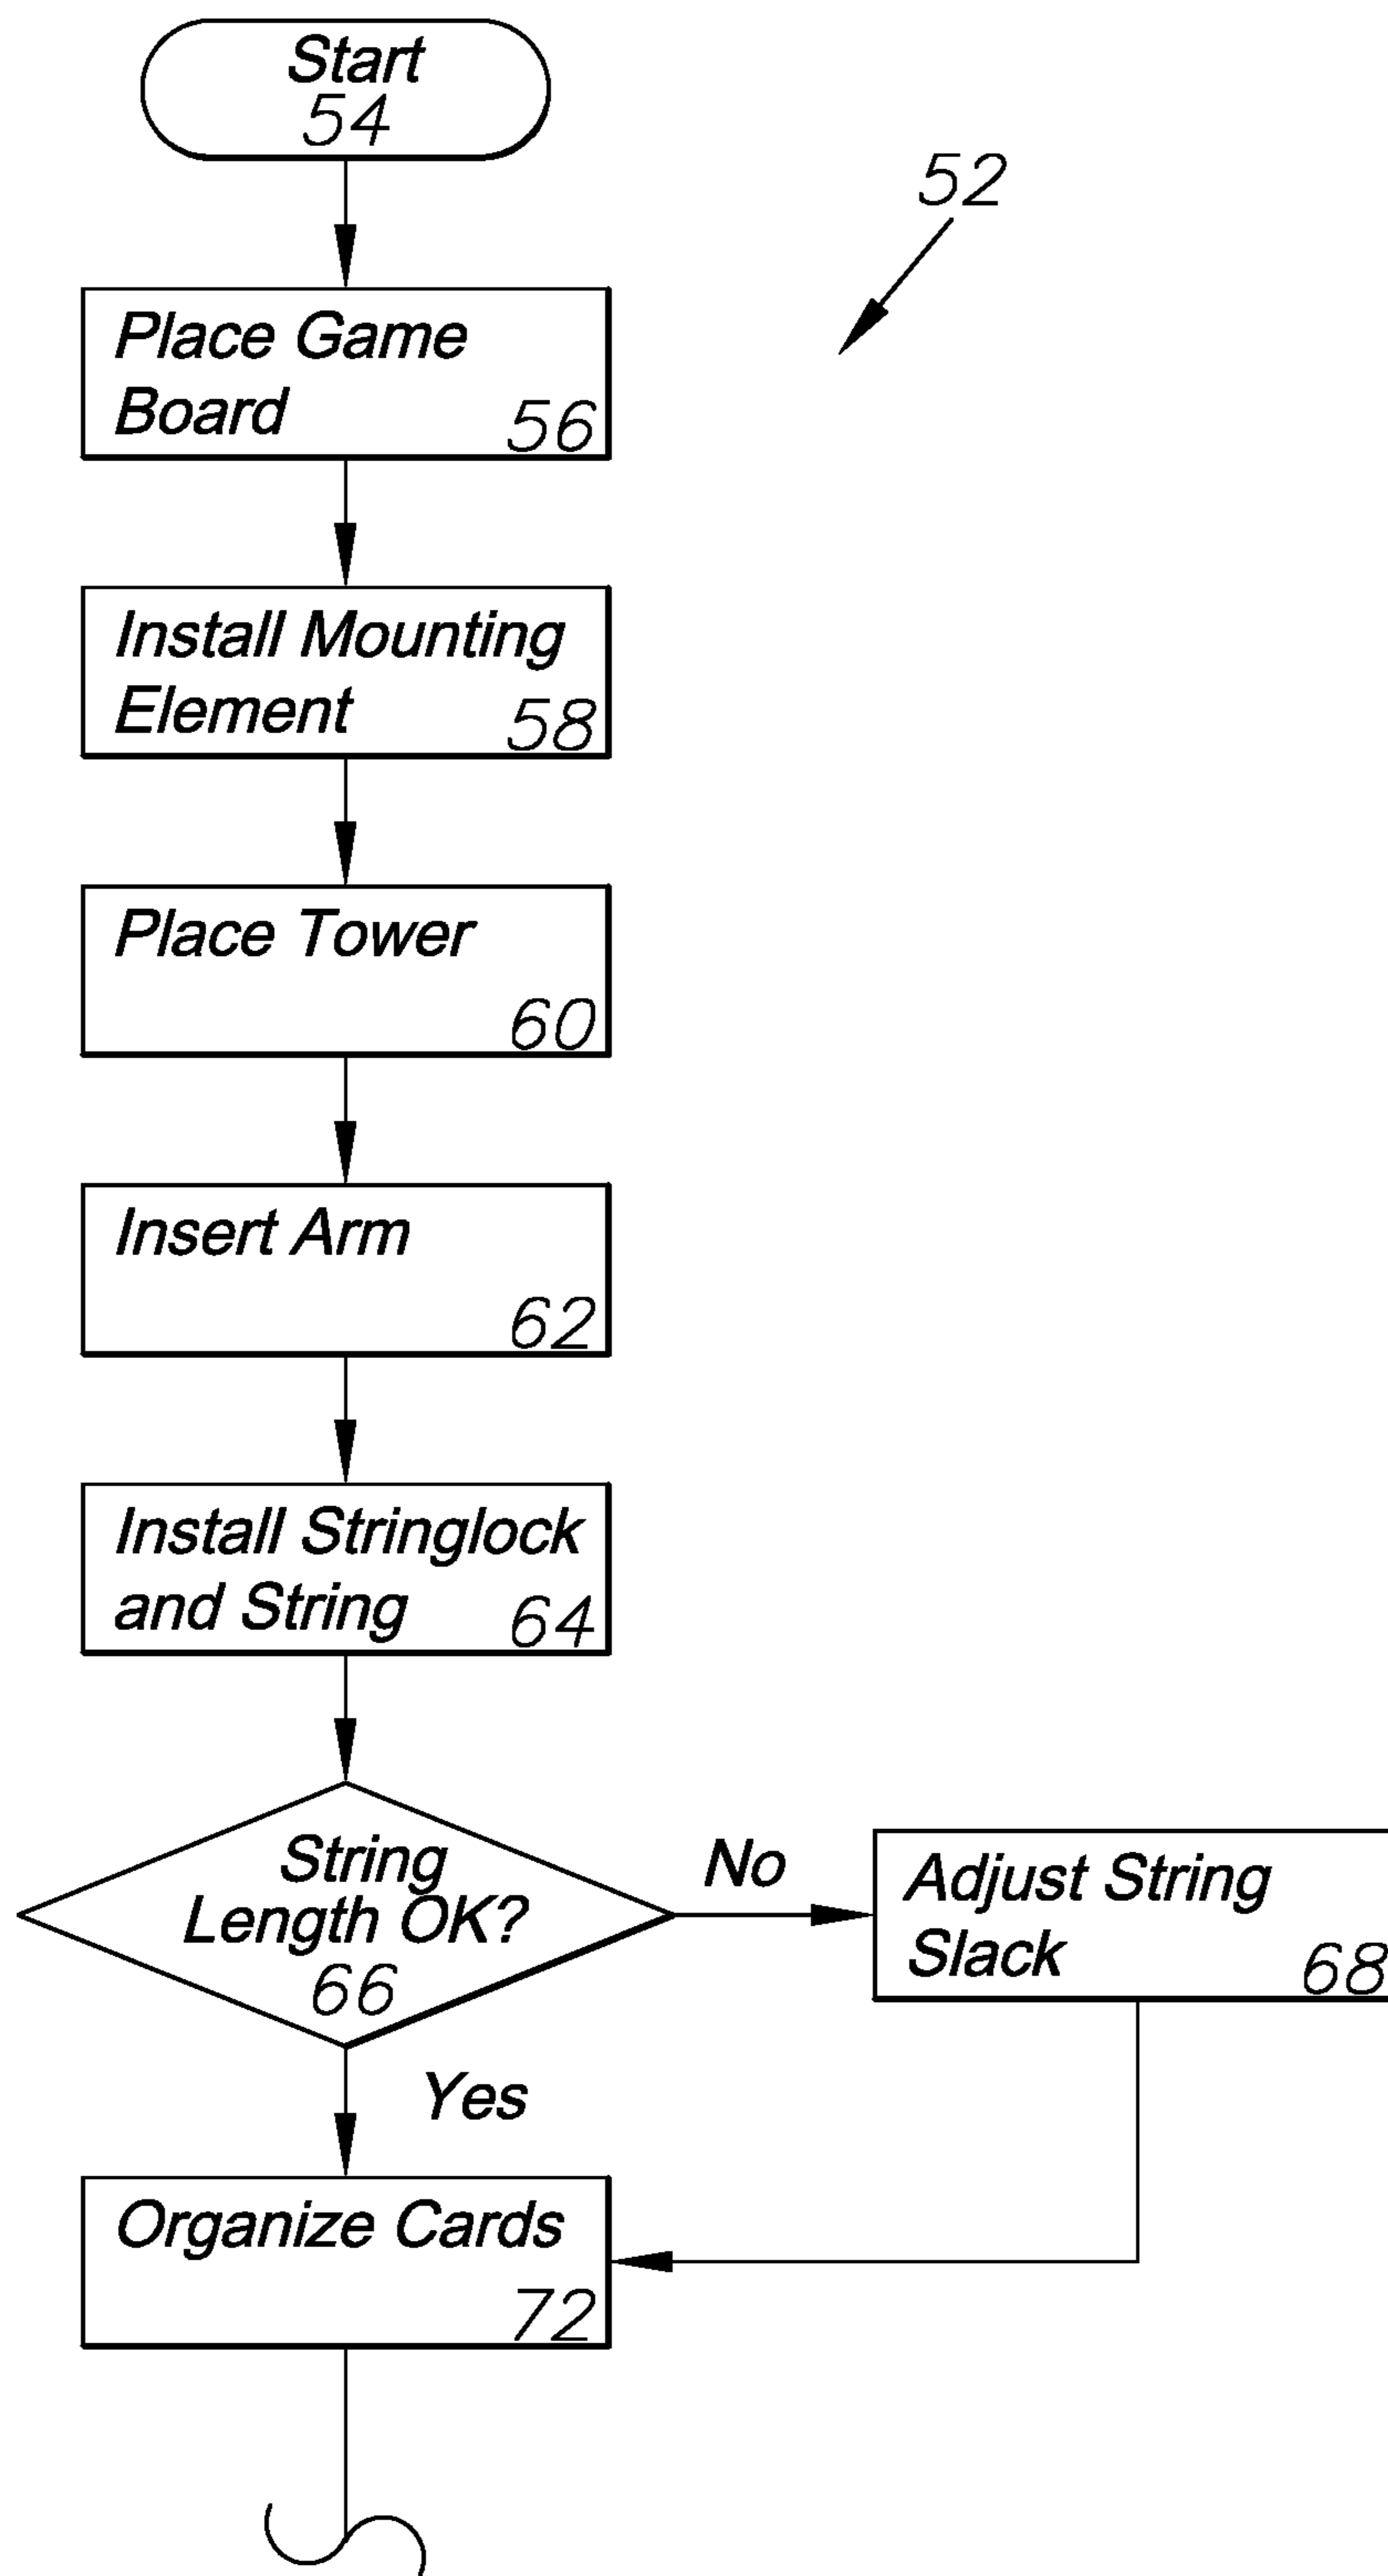 Start
54
52
Place Game
Board
56
Install Mounting
Element
58
Place Tower
60
Insert Arm
62
Install Stringlock
and String
64
String
Length OK?
66
No
Adjust String
Slack
68
Yes
Organize Cards
72